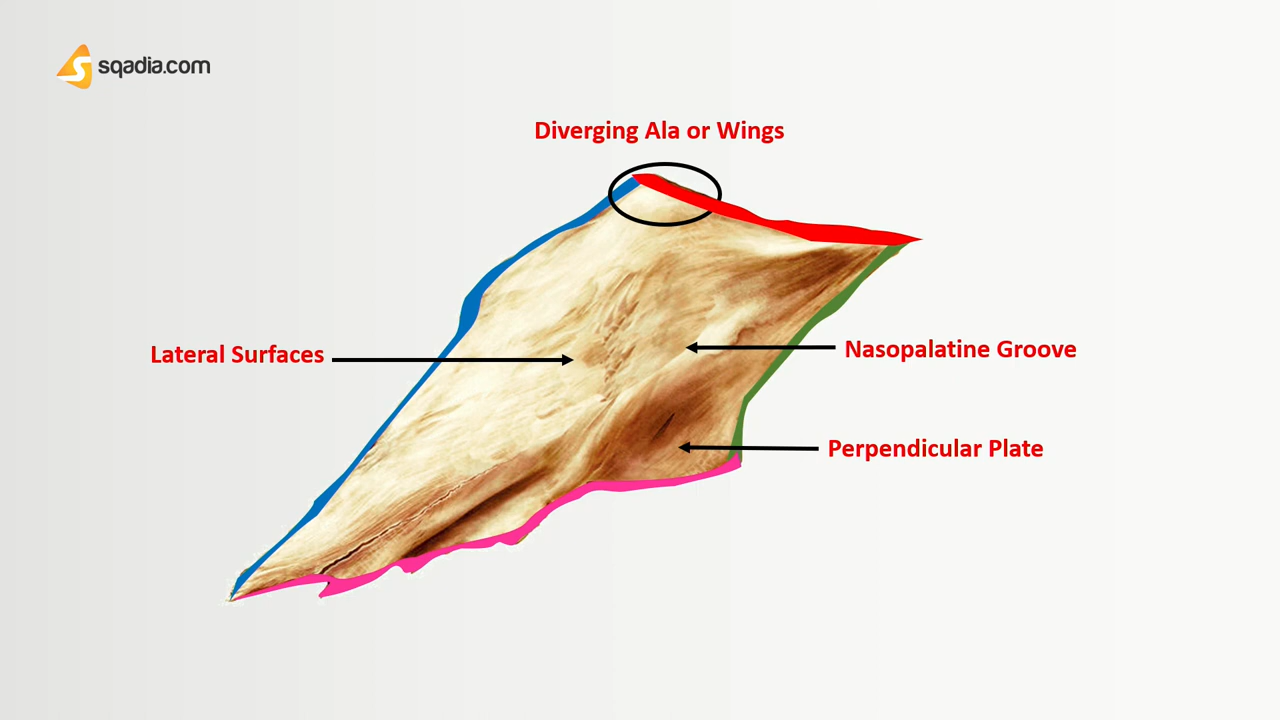 sqadia.com
Diverging Ala or Wings
Lateral Surfaces
Nasopalatine Groove
Perpendicular Plate